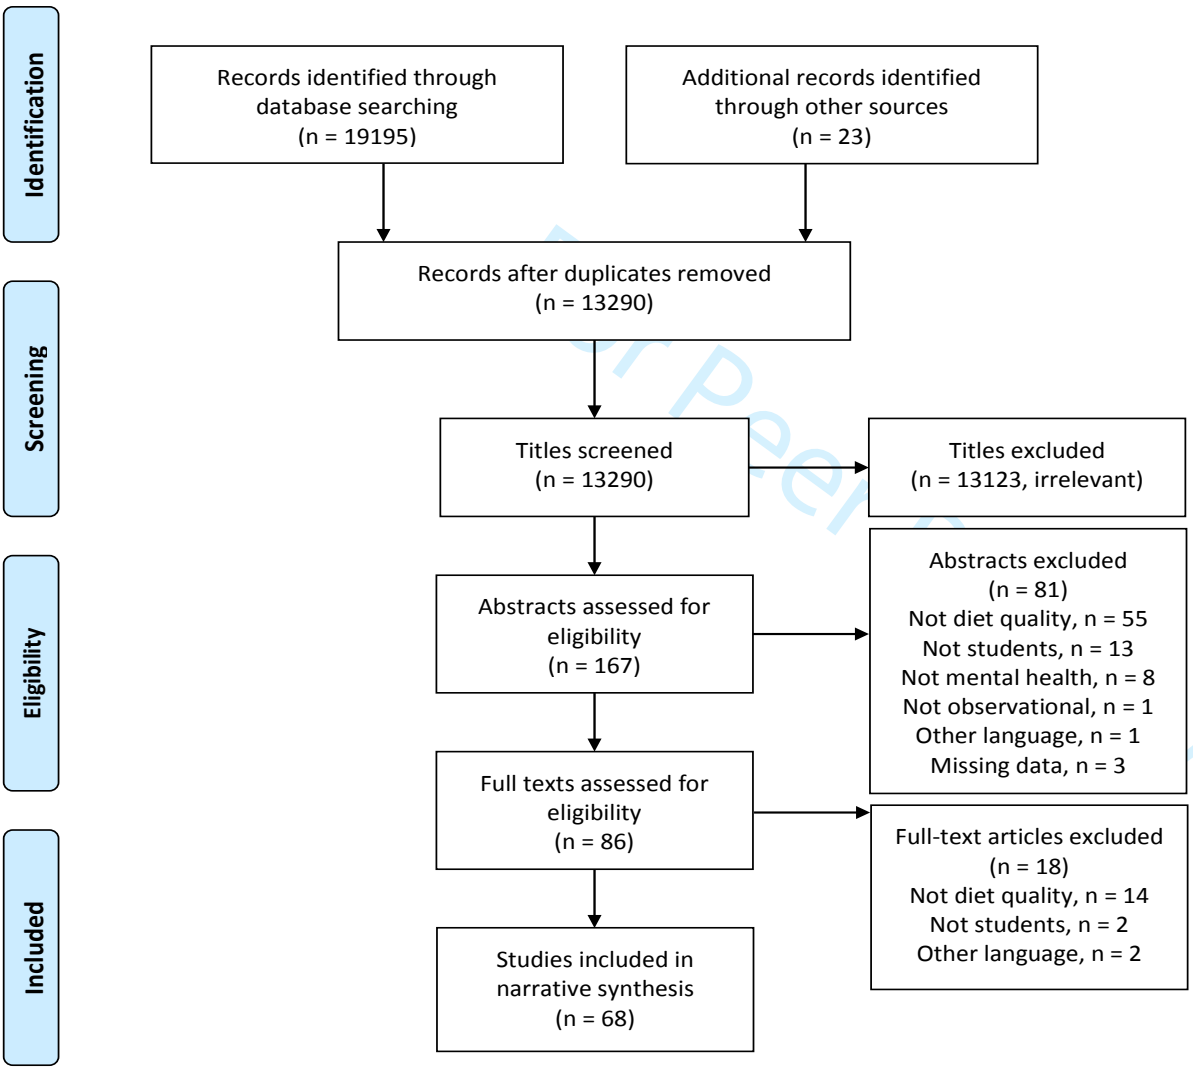 Identification
Records identified through
database searching
(n = 19195)
Additional records identified
through other sources
(n = 23)
Records after duplicates removed
(n = 13290)
Screening
Titles screened
(n = 13290)
Titles excluded
(n = 13123, irrelevant)
Eligibility
Abstracts assessed for
eligibility
(n = 167)
Abstracts excluded
(n = 81)
Not diet quality, n = 55
Not students, n = 13
Not mental health, n = 8
Not observational, n = 1
Other language, n = 1
Missing data, n = 3
Full texts assessed for
eligibility
(n = 86)
Full-text articles excluded
(n = 18)
Not diet quality, n = 14
Not students, n = 2
Other language, n = 2
Included
Studies included in
narrative synthesis
(n = 68)
Peer